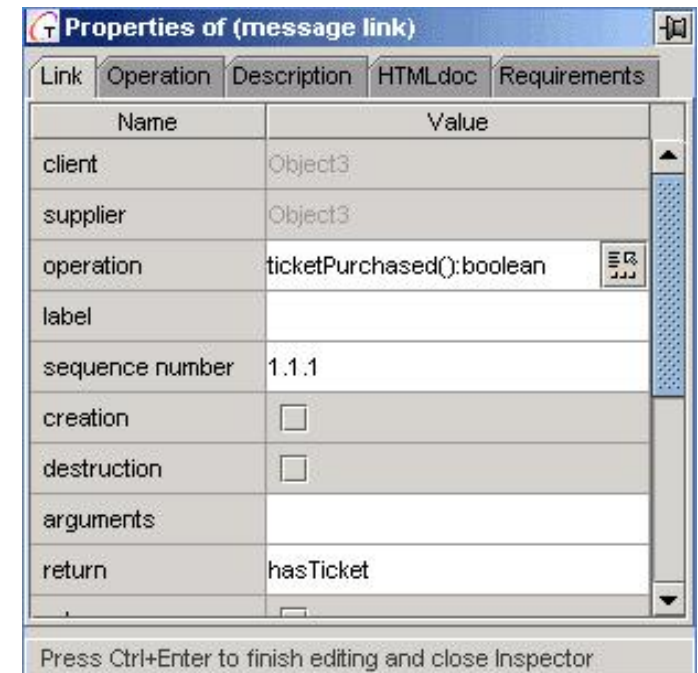 Properties of (message link)
Link Operation Description HTMLdoc Requirements
Name Value
client Object3
supplier Object3
operation ticketPurchased():boolean
label
sequence number 1.1.1
creation
destruction
arguments
return hasTicket
Press Ctrl+Enter to finish editing and close Inspector